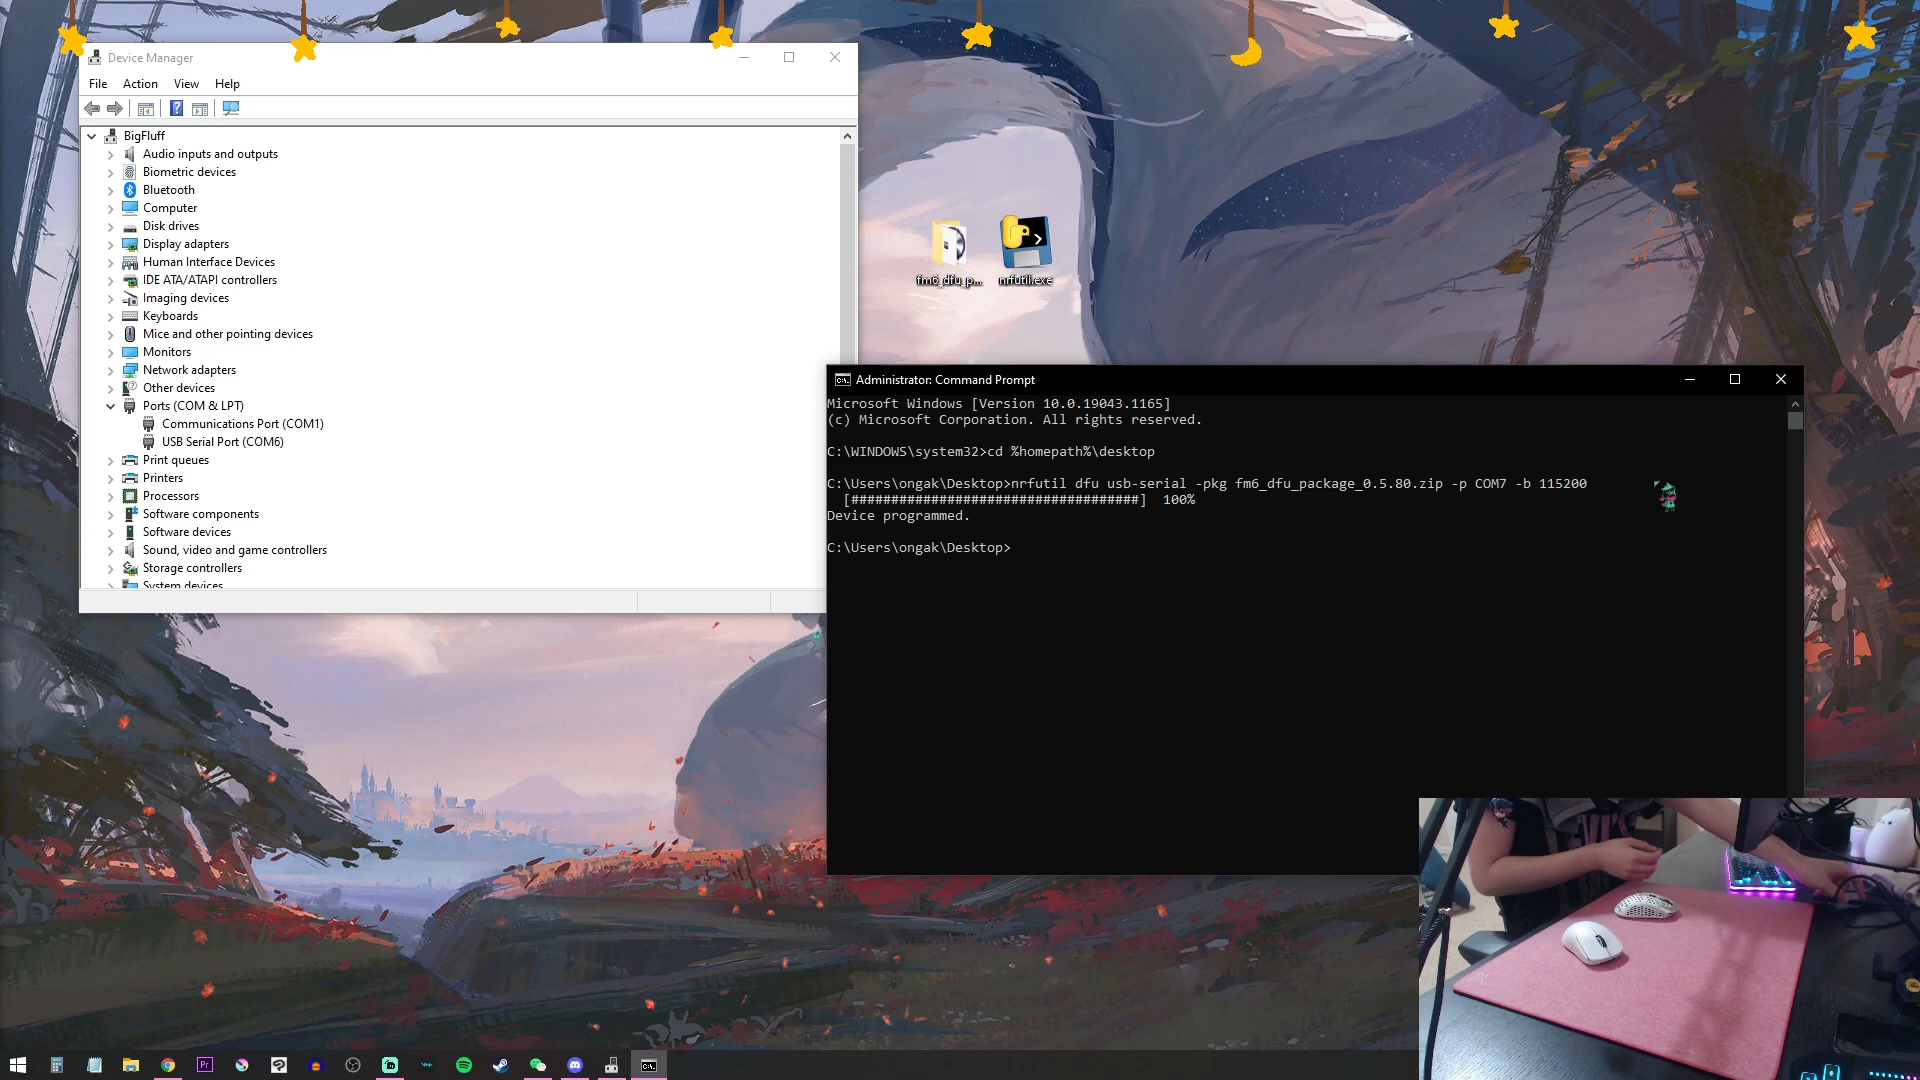 Device Manager
File Action View Help
BigFluff
Audio inputs and outputs
Biometric devices
Bluetooth
Computer
Disk drives
Display adapters
Human Interface Devices
IDE ATA/ATAPI controllers
Imaging devices
Keyboards
Mice and other pointing devices
Monitors
Network adapters
Other devices
Ports (COM & LPT)
Communications Port (COM1)
USB Serial Port (COM6)
Print queues
Printers
Processors
Software components
Software devices
Sound, video and game controllers
Storage controllers
System devices
fm6_dfu_p...
nrfutil.exe
Administrator: Command Prompt
Microsoft Windows [Version 10.0.19043.1165]
(c) Microsoft Corporation. All rights reserved.
C:\WINDOWS\system32>cd %homepath%\desktop
C:\Users\ongak\Desktop>nrfutil dfu usb-serial -pkg fm6_dfu_package_0.5.80.zip -p COM7 -b 115200
[####################################] 100%
Device programmed.
C:\Users\ongak\Desktop>
Pr